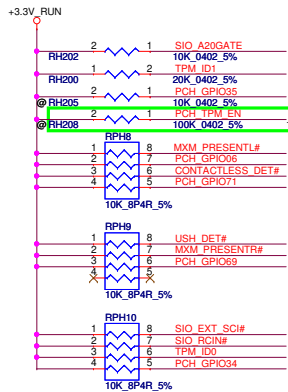 +3.3V_RUN
2 1 SIO_A20GATE
RH202 10K_0402_5%
2 1 TPM_ID1
RH200 20K_0402_5%
2 1 PCH_GPIO35
@ RH205 10K_0402_5%
2 1 PCH_TPM_EN
@ RH208 100K_0402_5%
RPH8
1 8 MXM_PRESENTL#
2 7 PCH_GPIO06
3 6 CONTACTLESS_DET#
4 5 PCH_GPIO71
10K_8P4R_5%
RPH9
1 8 USH_DET#
2 7 MXM_PRESENTR#
3 6 PCH_GPIO69
4 5
10K_8P4R_5%
RPH10
1 8 SIO_EXT_SCI#
2 7 SIO_RCIN#
3 6 TPM_ID0
4 5 PCH_GPIO34
10K_8P4R_5%